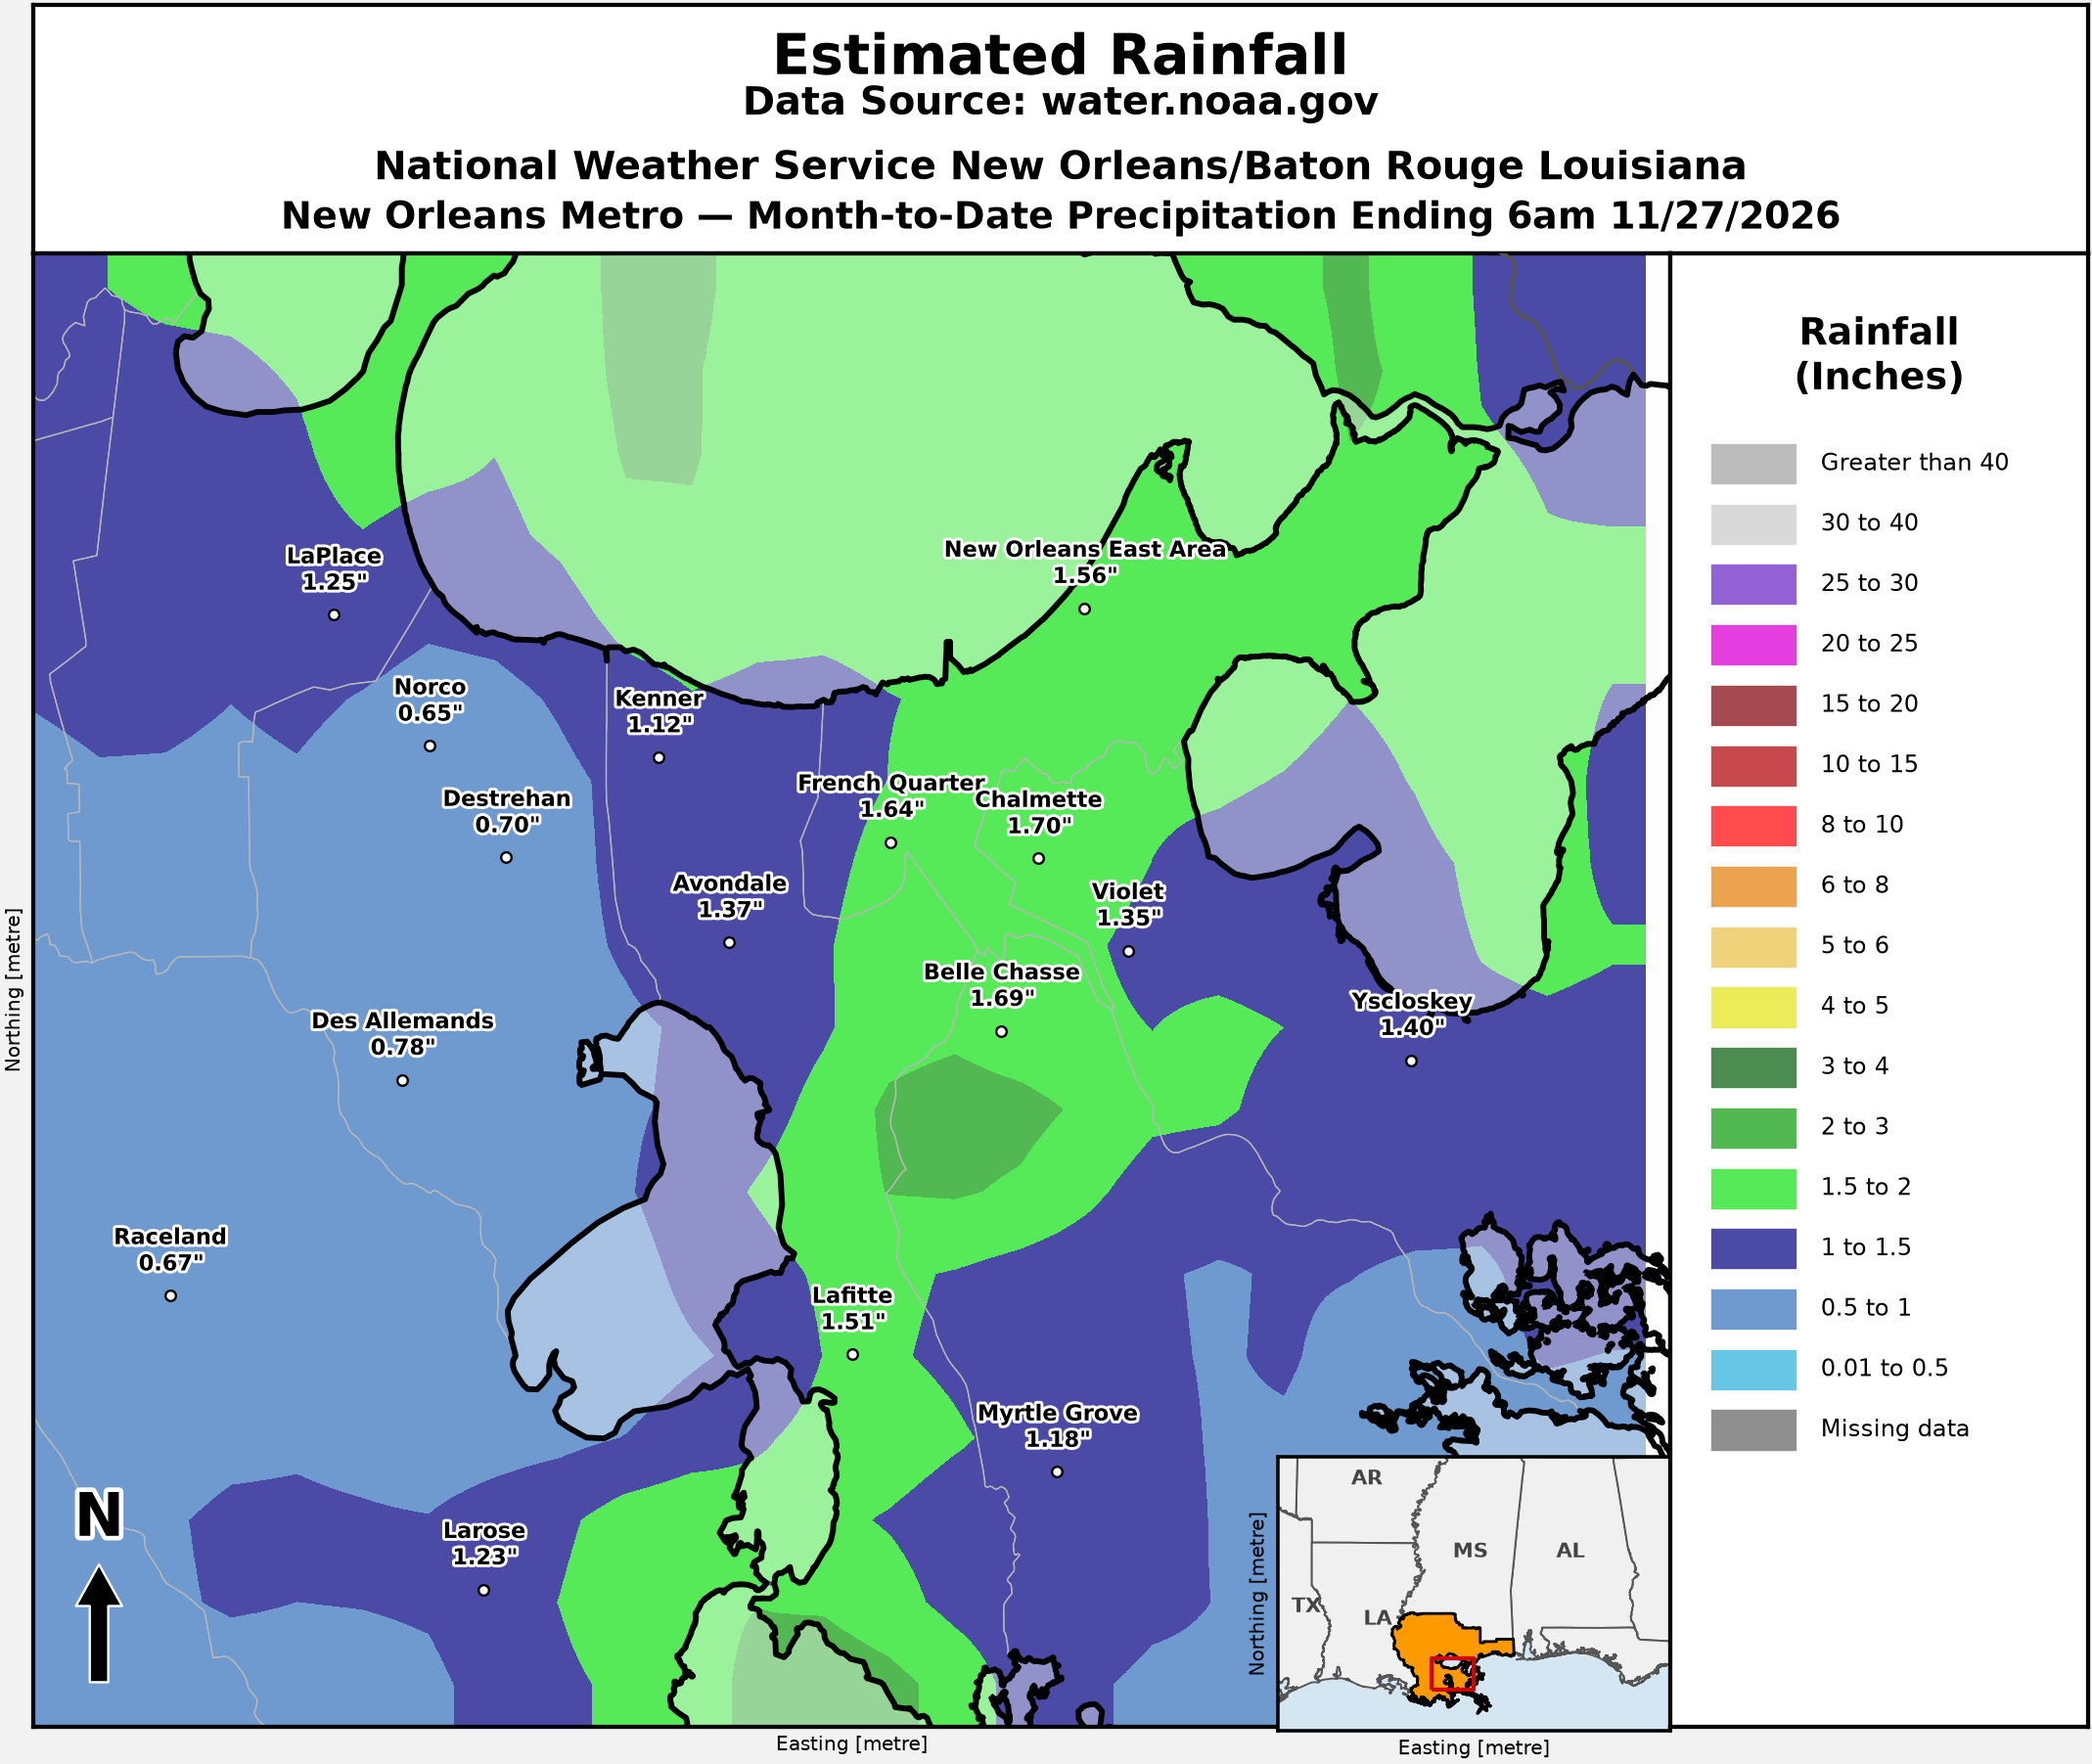 Estimated Rainfall
Data Source: water.noaa.gov
National Weather Service New Orleans/Baton Rouge Louisiana
New Orleans Metro — Month-to-Date Precipitation Ending 6am 11/27/2026
Rainfall
(Inches)
Greater than 40
30 to 40
25 to 30
20 to 25
15 to 20
10 to 15
8 to 10
6 to 8
5 to 6
4 to 5
3 to 4
2 to 3
1.5 to 2
1 to 1.5
0.5 to 1
0.01 to 0.5
Missing data
New Orleans East Area
1.56"
LaPlace
1.25"
Norco
0.65"
Kenner
1.12"
Destrehan
0.70"
French Quarter
1.64"
Chalmette
1.70"
Avondale
1.37"
Violet
1.35"
Belle Chasse
1.69"
Yscloskey
1.40"
Des Allemands
0.78"
Raceland
0.67"
Lafitte
1.51"
Myrtle Grove
1.18"
Larose
1.23"
N
AR
MS
AL
TX
LA
Northing [metre]
Easting [metre]
Northing [metre]
Easting [metre]